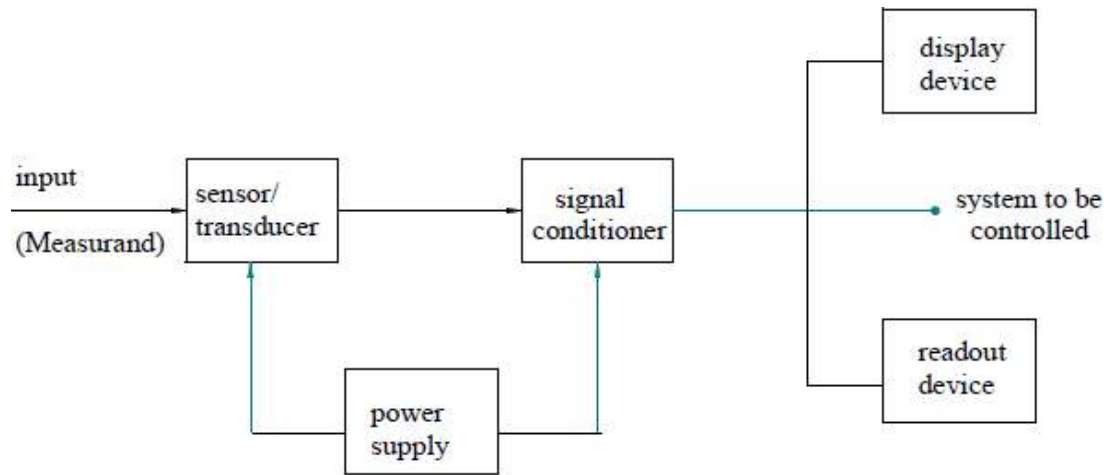 display
device
input
(Measurand)
sensor/
transducer
signal
conditioner
system to be
controlled
readout
device
power
supply